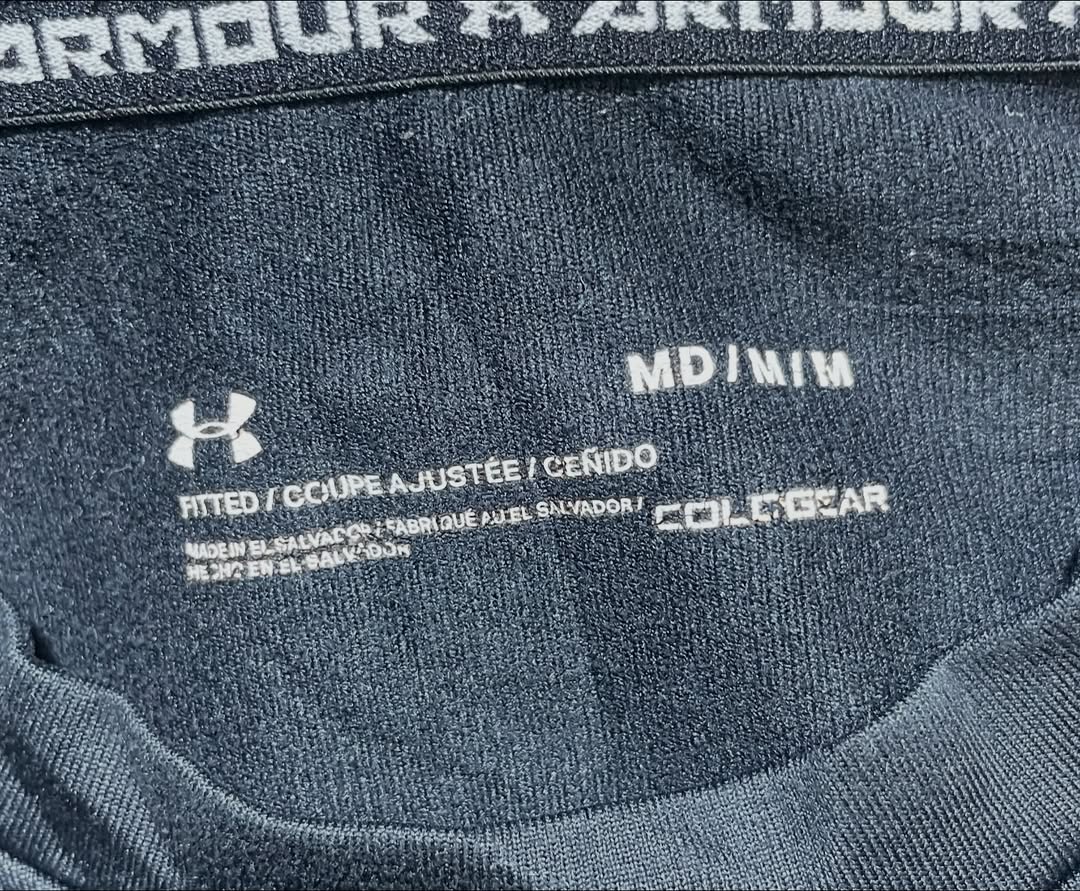 ARMOUR ARMOUR
MD / M / M
FITTED / COUPE AJUSTÉE / CEÑIDO
MADE IN EL SALVADOR / FABRIQUÉ AU EL SALVADOR /
HECHO EN EL SALVADOR
COLDGEAR